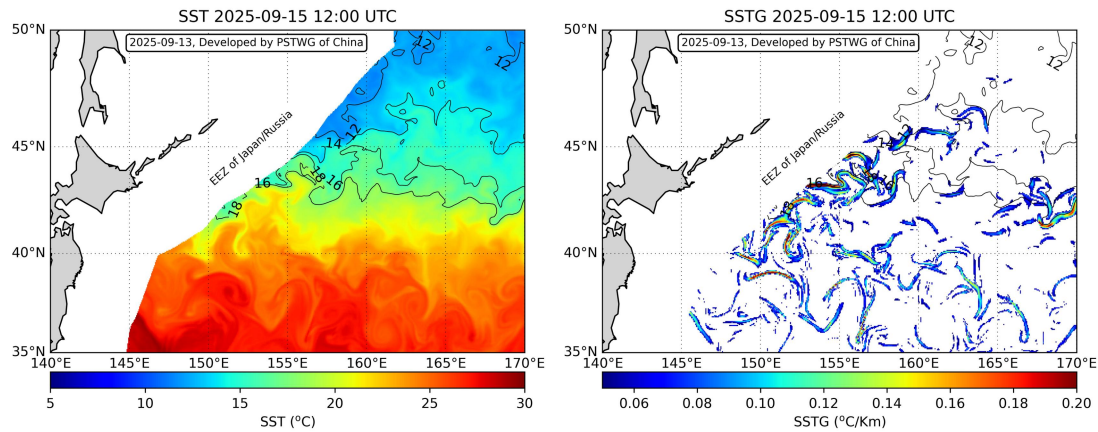 SST 2025-09-15 12:00 UTC
2025-09-13, Developed by PSTWG of China
50°N
45°N
40°N
35°N
EEZ of Japan/Russia
12
12
12
14
16
18
16
18
140°E
145°E
150°E
155°E
160°E
165°E
170°E
5
10
15
20
25
30
SST (°C)
SSTG 2025-09-15 12:00 UTC
2025-09-13, Developed by PSTWG of China
50°N
45°N
40°N
35°N
EEZ of Japan/Russia
12
12
14
16
140°E
145°E
150°E
155°E
160°E
165°E
170°E
0.06
0.08
0.10
0.12
0.14
0.16
0.18
0.20
SSTG (°C/Km)